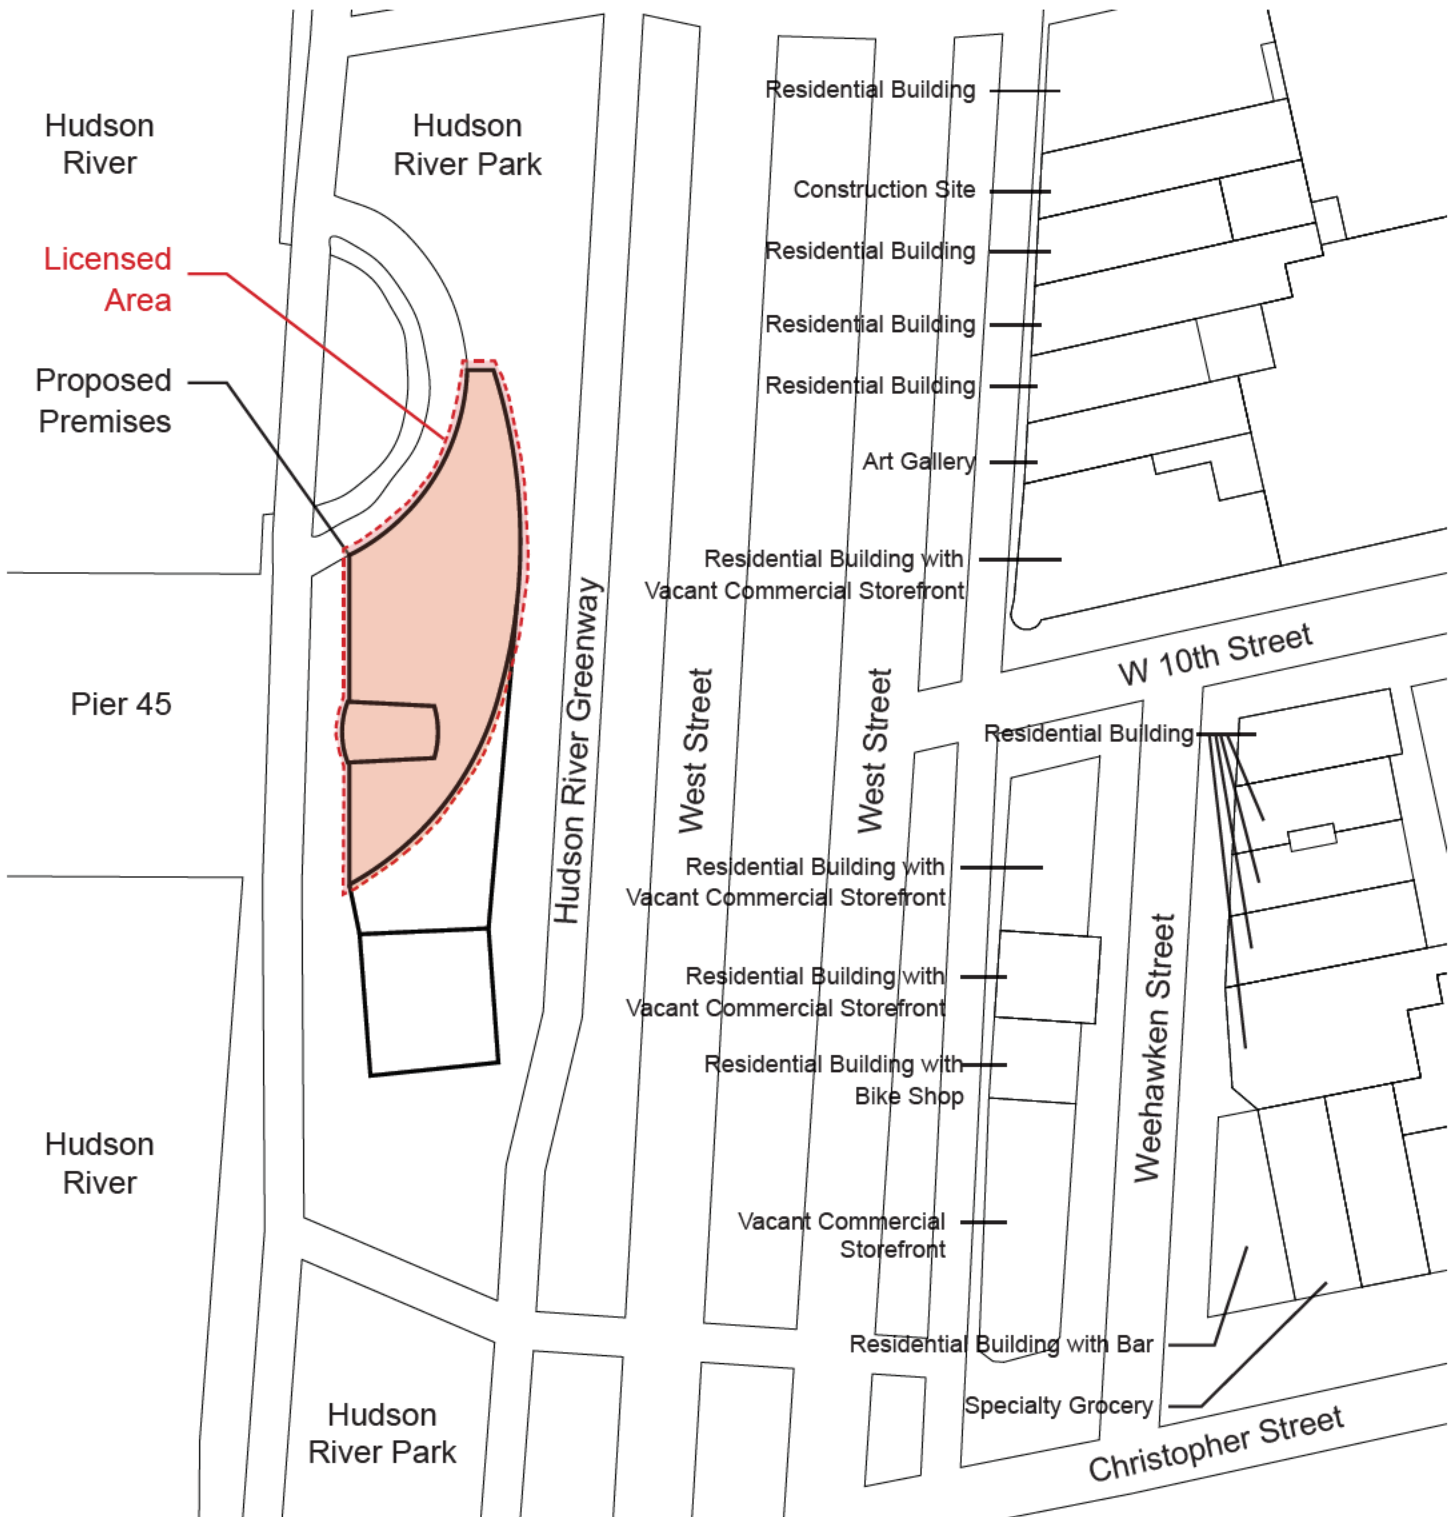 Hudson
River
Hudson
River Park
Licensed
Area
Proposed
Premises
Pier 45
Hudson
River
Hudson
River Park
Hudson River Greenway
West Street
West Street
Residential Building
Construction Site
Residential Building
Residential Building
Residential Building
Art Gallery
Residential Building with
Vacant Commercial Storefront
W 10th Street
Residential Building
Residential Building with
Vacant Commercial Storefront
Residential Building with
Vacant Commercial Storefront
Residential Building with
Bike Shop
Weehawken Street
Vacant Commercial
Storefront
Residential Building with Bar
Specialty Grocery
Christopher Street